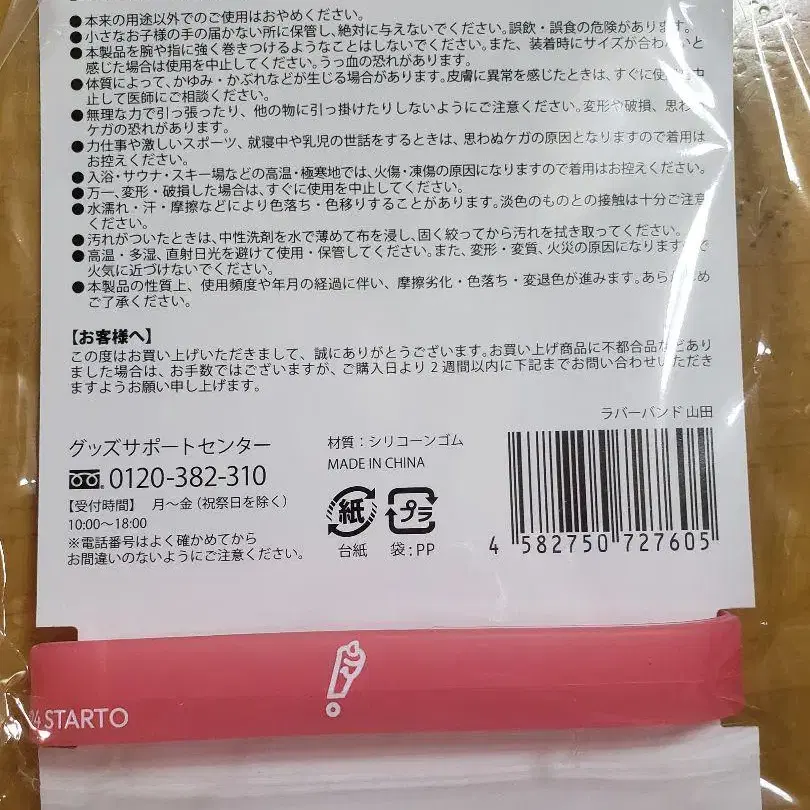 ●本来の用途以外でのご使用はおやめください。
●小さなお子様の手の届かない所に保管し、絶対に与えないでください。誤飲・誤食の危険があります。
●本製品を腕や指に強く巻きつけるようなことはしないでください。また、装着時にサイズが合わないと
感じた場合は使用を中止してください。うっ血の恐れがあります。
●体質によって、かゆみ・かぶれなどが生じる場合があります。皮膚に異常を感じたときは、すぐに使用を中
止して医師にご相談ください。
●無理な力で引っ張ったり、他の物に引っ掛けたりしないようにご注意ください。変形や破損、思わぬ
ケガの恐れがあります。
●力仕事や激しいスポーツ、就寝中や乳児の世話をするときは、思わぬケガの原因となりますので着用は
お控えください。
●入浴・サウナ・スキー場などの高温・極寒地では、火傷・凍傷の原因になりますので着用はお控えください。
●万一、変形・破損した場合は、すぐに使用を中止してください。
●水濡れ・汗・摩擦などにより色落ち・色移りすることがあります。淡色のものとの接触は十分ご注意
ください。
●汚れがついたときは、中性洗剤を水で薄めて布を浸し、固く絞ってから汚れを拭き取ってください。
●高温・多湿、直射日光を避けて使用・保管してください。また、変形・変質、火災の原因になりますので
火気に近づけないでください。
●本製品の性質上、使用頻度や年月の経過に伴い、摩擦劣化・色落ち・変退色が進みます。あらかじめ
ご了承ください。
【お客様へ】
この度はお買い上げいただきまして、誠にありがとうございます。お買い上げ商品に不都合品などあり
ました場合は、お手数ではございますが、ご購入日より2週間以内に下記までお問い合わせいただき
ますようお願い申し上げます。
ラバーバンド 山田
グッズサポートセンター
0120-382-310
【受付時間】 月〜金（祝祭日を除く）
10:00〜18:00
※電話番号はよく確かめてから
お間違いのないようにご注意ください。
材質：シリコーンゴム
MADE IN CHINA
紙
プラ
台紙 袋：PP
4 582750 727605
STARTO